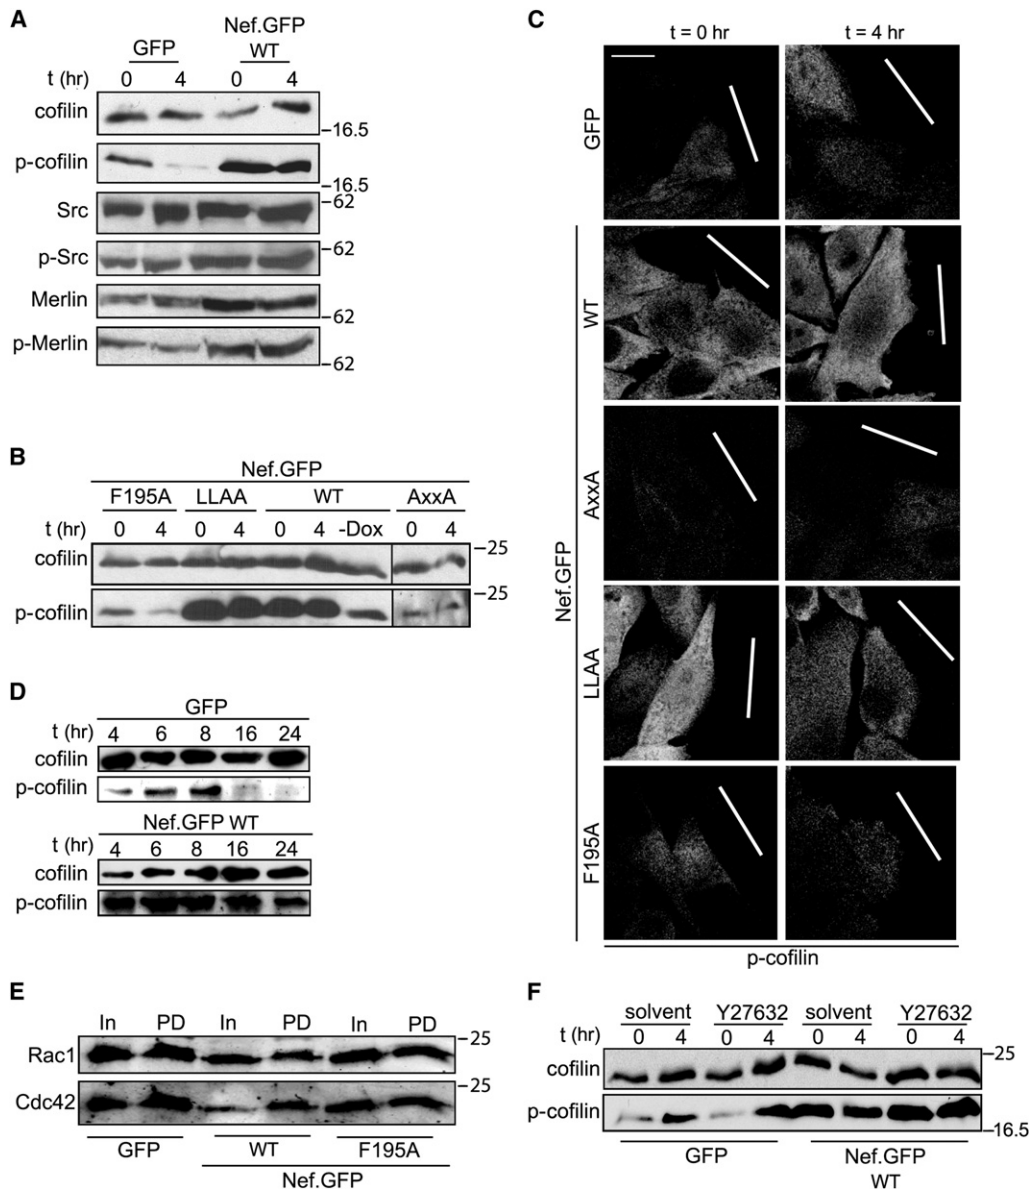 A
GFP
Nef.GFP
WT
t (hr) 0 4 0 4
cofilin
–16.5
p-cofilin
–16.5
Src
–62
p-Src
–62
Merlin
–62
p-Merlin
–62
B
Nef.GFP
F195A LLAA WT AxxA
t (hr) 0 4 0 4 0 4 -Dox 0 4
cofilin
–25
p-cofilin
–25
C
t = 0 hr t = 4 hr
GFP
WT
AxxA
LLAA
F195A
Nef.GFP
p-cofilin
D
GFP
t (hr) 4 6 8 16 24
cofilin
p-cofilin
Nef.GFP WT
t (hr) 4 6 8 16 24
cofilin
p-cofilin
E
In PD In PD In PD
Rac1
–25
Cdc42
–25
GFP WT F195A
Nef.GFP
F
solvent Y27632 solvent Y27632
t (hr) 0 4 0 4 0 4 0 4
cofilin
–25
p-cofilin
–16.5
GFP Nef.GFP
WT